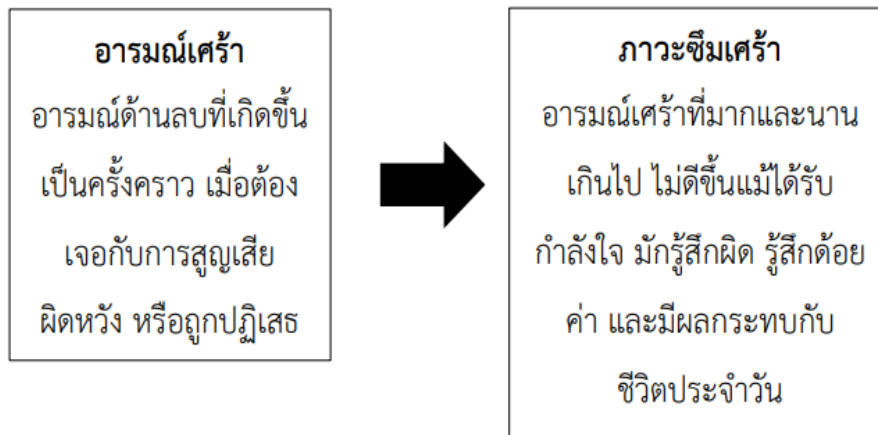 อารมณ์เศร้า
อารมณ์ด้านลบที่เกิดขึ้น
เป็นครั้งคราว เมื่อต้อง
เจอกับการสูญเสีย
ผิดหวัง หรือถูกปฏิเสธ
ภาวะซึมเศร้า
อารมณ์เศร้าที่มากและนาน
เกินไป ไม่ดีขึ้นแม้ได้รับ
กำลังใจ มักรู้สึกผิด รู้สึกด้อย
ค่า และมีผลกระทบกับ
ชีวิตประจำวัน